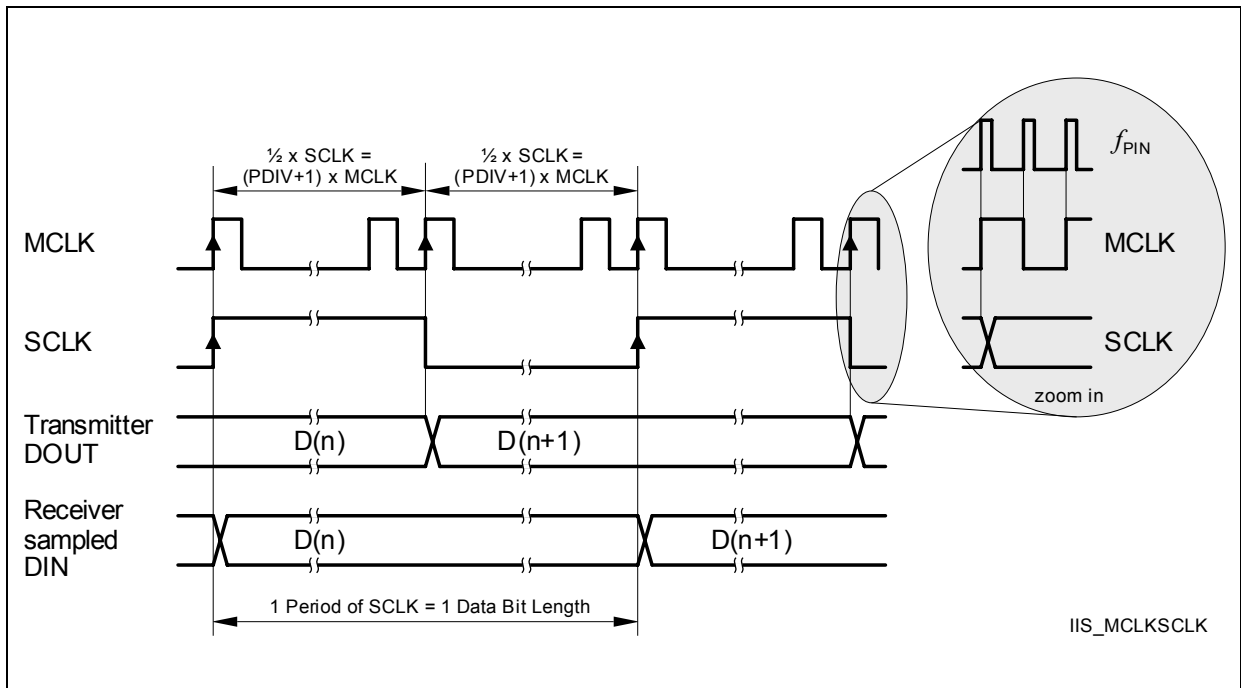 ½ x SCLK =
(PDIV+1) x MCLK
½ x SCLK =
(PDIV+1) x MCLK
fPIN
MCLK
MCLK
SCLK
SCLK
zoom in
Transmitter
DOUT
D(n)
D(n+1)
Receiver
sampled
DIN
D(n)
D(n+1)
1 Period of SCLK = 1 Data Bit Length
IIS_MCLKSCLK